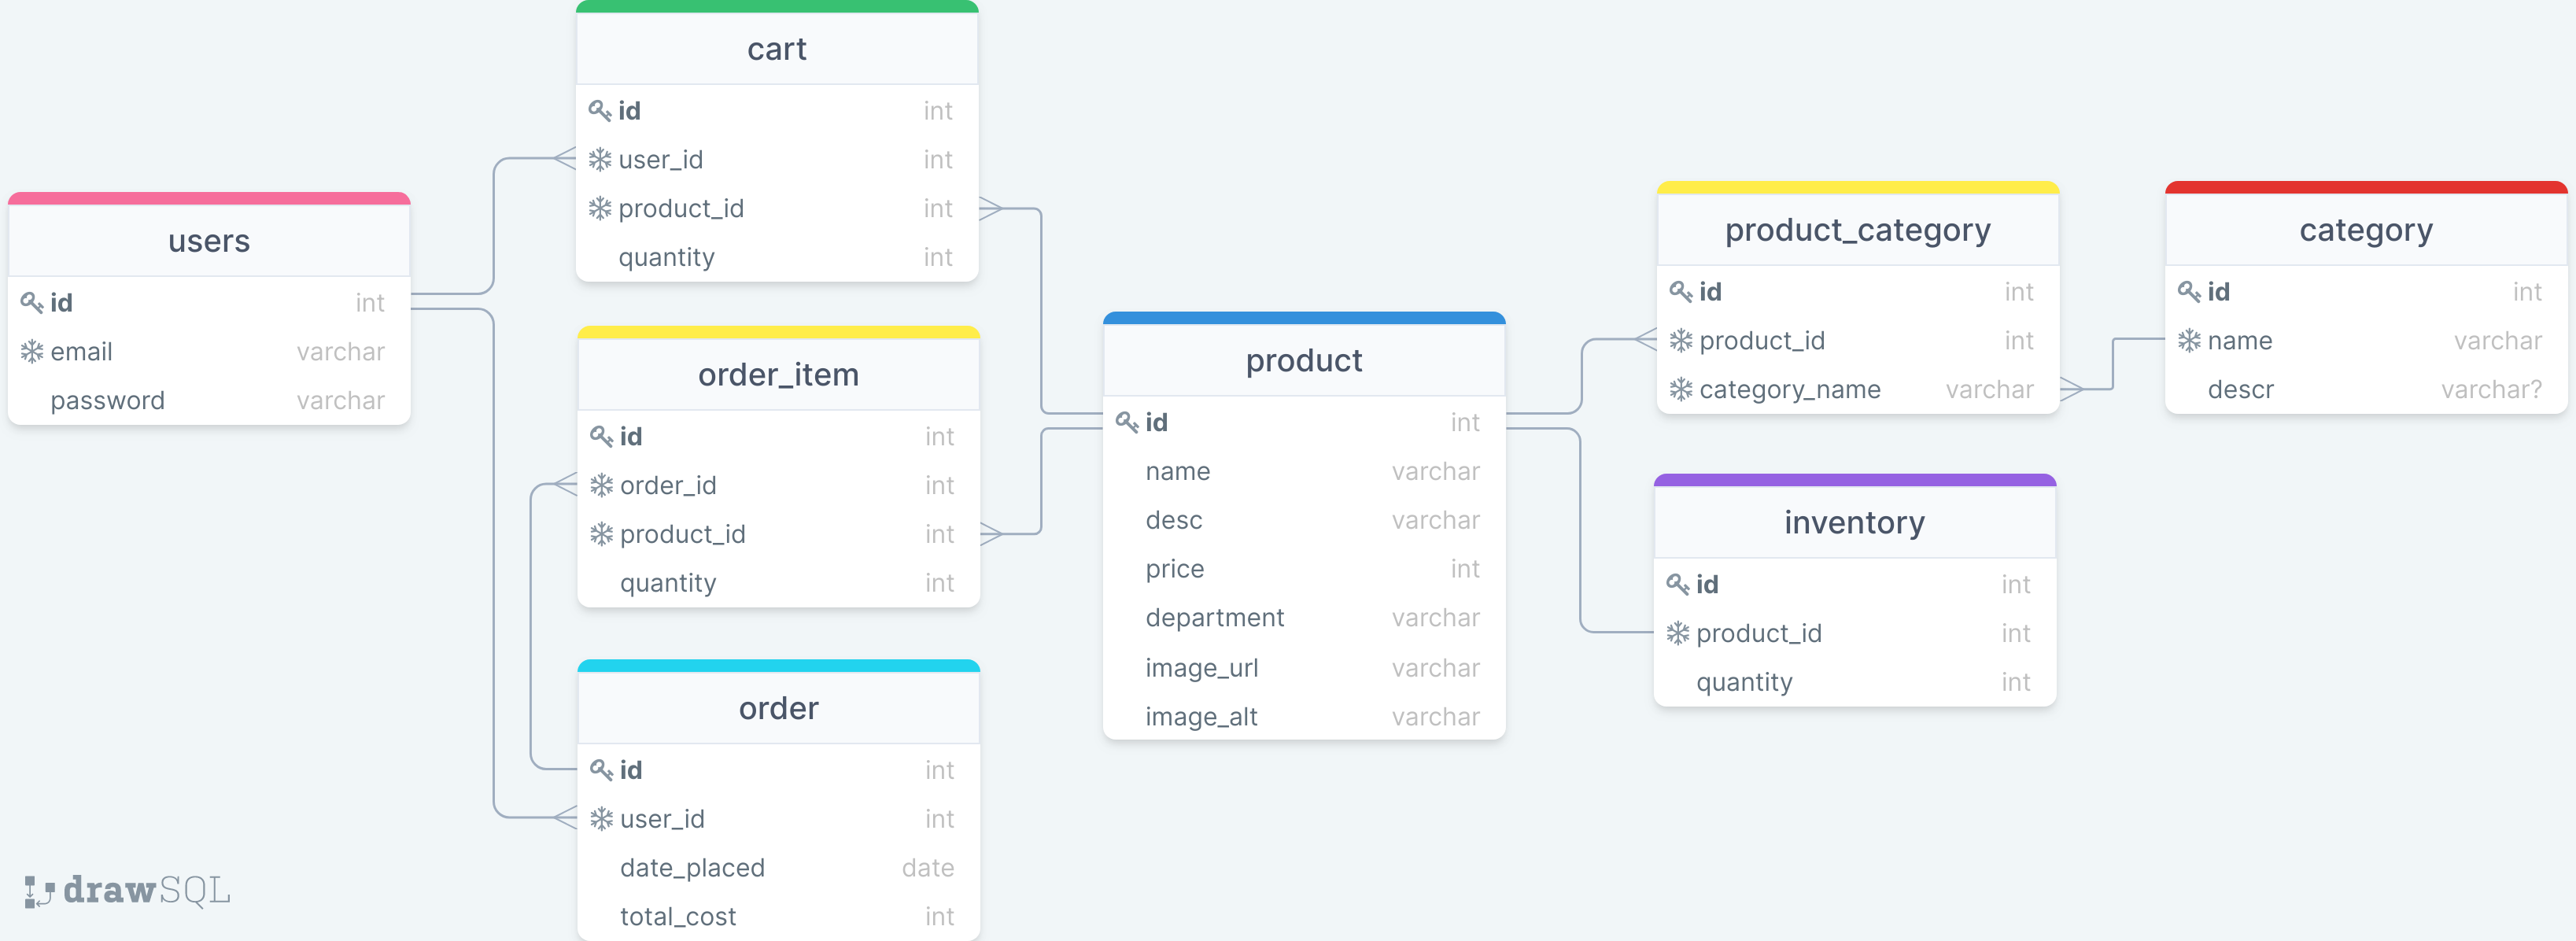 users
id int
email varchar
password varchar
cart
id int
user_id int
product_id int
quantity int
order_item
id int
order_id int
product_id int
quantity int
order
id int
user_id int
date_placed date
total_cost int
product
id int
name varchar
desc varchar
price int
department varchar
image_url varchar
image_alt varchar
product_category
id int
product_id int
category_name varchar
category
id int
name varchar
descr varchar?
inventory
id int
product_id int
quantity int
drawSQL